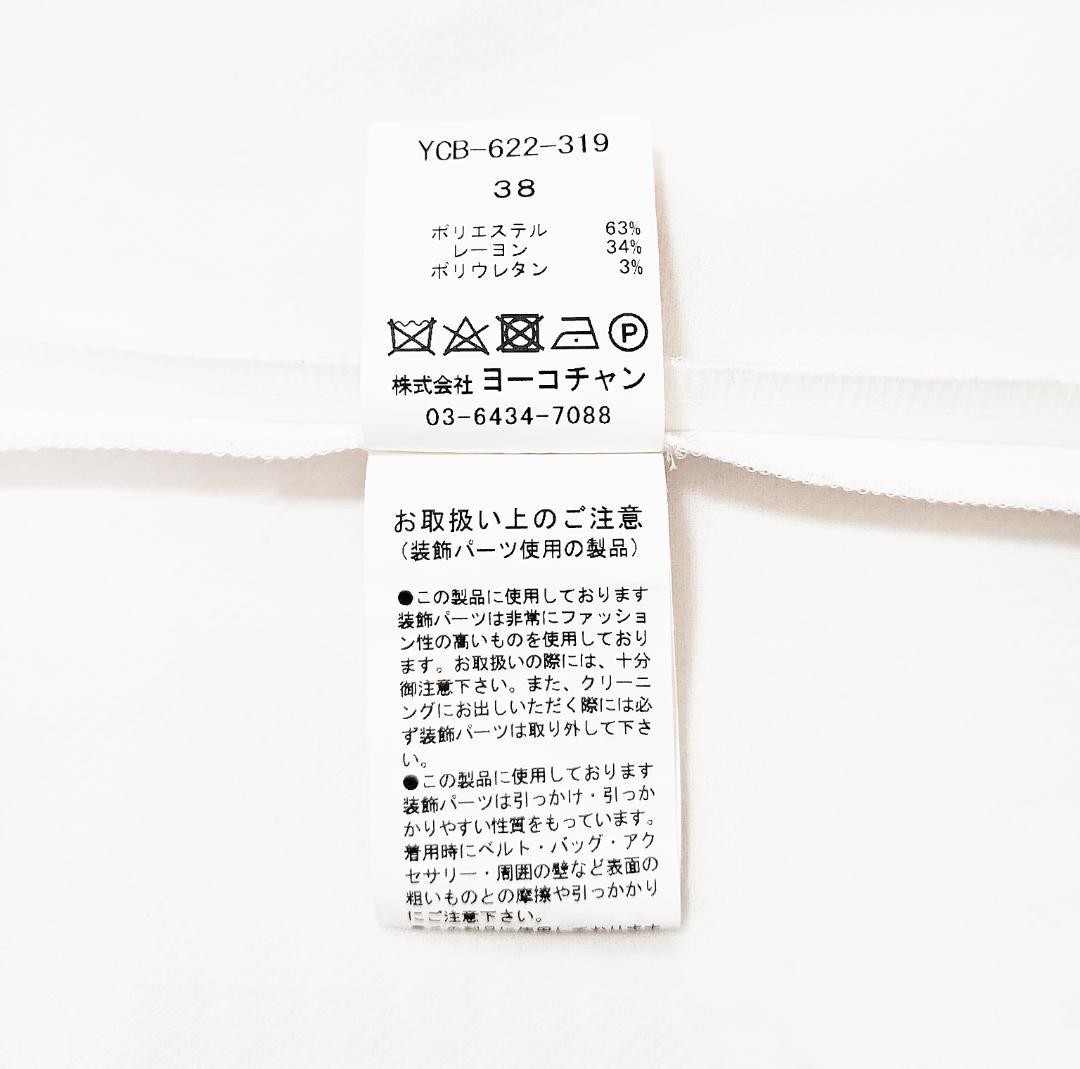 YCB-622-319
38
ポリエステル 63%
レーヨン 34%
ポリウレタン 3%
P
株式会社 ヨーコチャン
03-6434-7088
お取扱い上のご注意
（装飾パーツ使用の製品）
●この製品に使用しております
装飾パーツは非常にファッショ
ン性の高いものを使用しており
ます。お取扱いの際には、十分
御注意下さい。また、クリーニ
ングにお出しいただく際には必
ず装飾パーツは取り外して下さ
い。
●この製品に使用しております
装飾パーツは引っかけ・引っか
かりやすい性質をもっています。
着用時にベルト・バッグ・アク
セサリー・周囲の壁など表面の
粗いものとの摩擦や引っかかり
にご注意下さい。